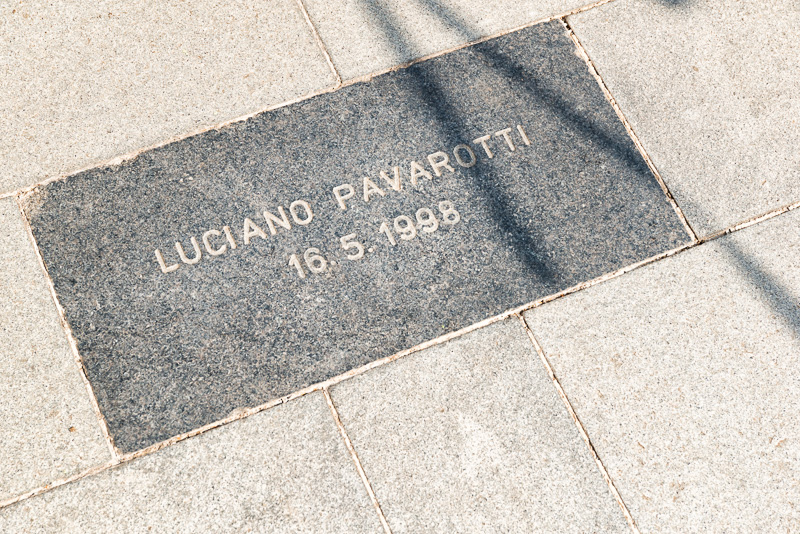 LUCIANO PAVAROTTI
16. 5. 1998